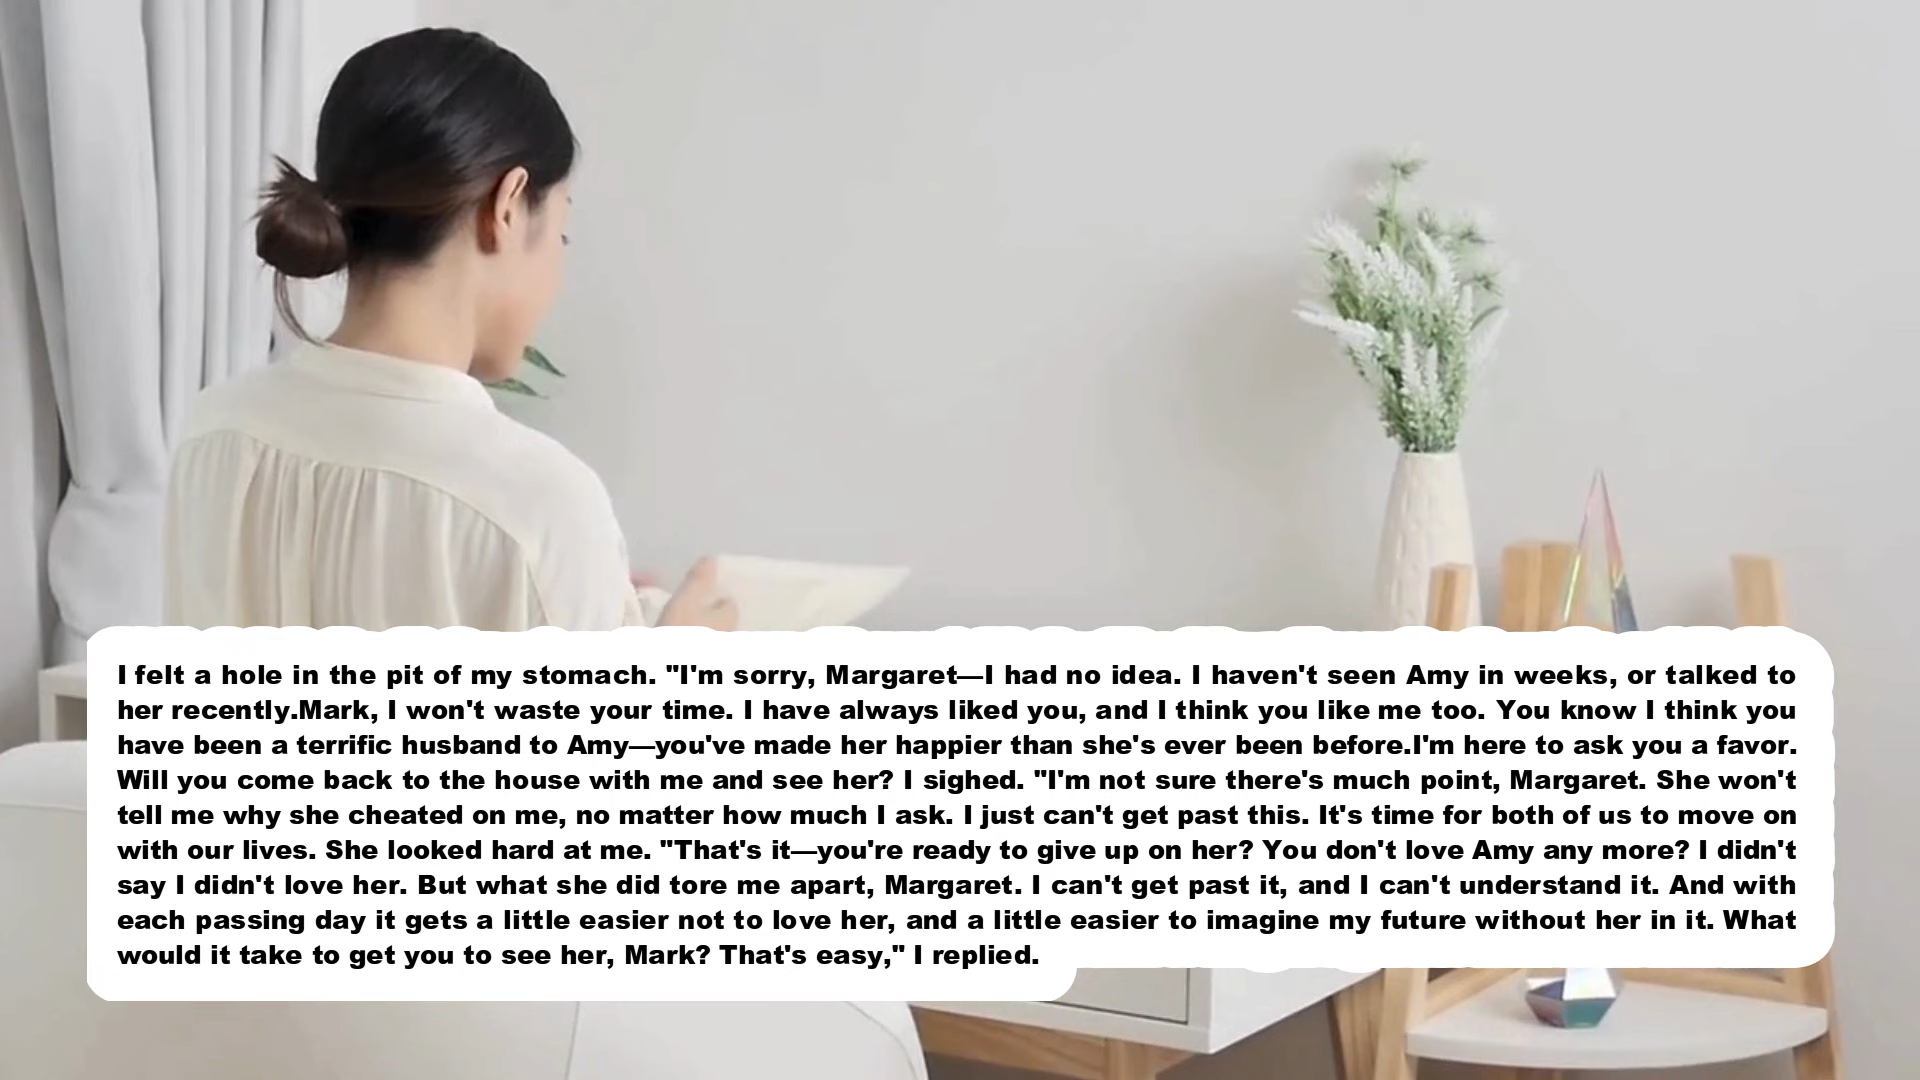 I felt a hole in the pit of my stomach. "I'm sorry, Margaret—I had no idea. I haven't seen Amy in weeks, or talked to
her recently.Mark, I won't waste your time. I have always liked you, and I think you like me too. You know I think you
have been a terrific husband to Amy—you've made her happier than she's ever been before.I'm here to ask you a favor.
Will you come back to the house with me and see her? I sighed. "I'm not sure there's much point, Margaret. She won't
tell me why she cheated on me, no matter how much I ask. I just can't get past this. It's time for both of us to move on
with our lives. She looked hard at me. "That's it—you're ready to give up on her? You don't love Amy any more? I didn't
say I didn't love her. But what she did tore me apart, Margaret. I can't get past it, and I can't understand it. And with
each passing day it gets a little easier not to love her, and a little easier to imagine my future without her in it. What
would it take to get you to see her, Mark? That's easy," I replied.